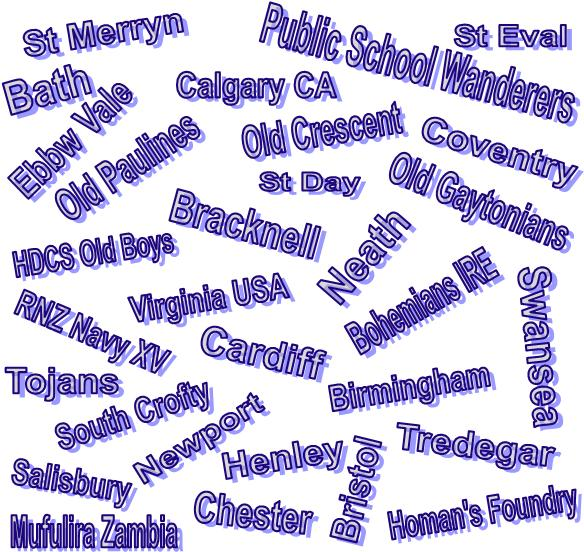 St Merryn
Public School Wanderers
St Eval
Bath
Calgary CA
Ebbw Vale
Old Paulines
Old Crescent
Coventry
St Day
Old Gaytonians
Bracknell
HDCS Old Boys
Neath
Virginia USA
Bohemians IRE
Swansea
RNZ Navy XV
Cardiff
Tojans
Birmingham
South Crofty
Newport
Tredegar
Henley
Bristol
Salisbury
Chester
Homan's Foundry
Mufulira Zambia